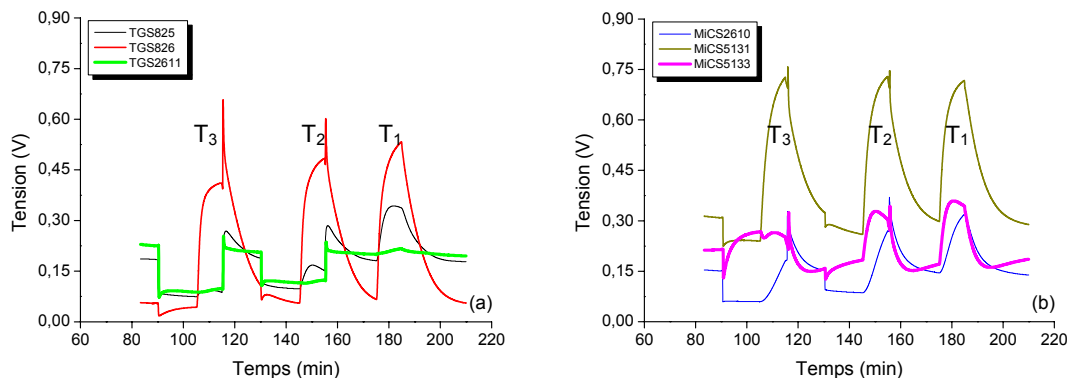 0,90
0,75
0,60
0,45
0,30
0,15
0,00
Tension (V)
TGS825
TGS826
TGS2611
T3
T2
T1
(a)
60 80 100 120 140 160 180 200 220
Temps (min)
0,90
0,75
0,60
0,45
0,30
0,15
0,00
Tension (V)
MiCS2610
MiCS5131
MiCS5133
T3
T2
T1
(b)
60 80 100 120 140 160 180 200 220
Temps (min)